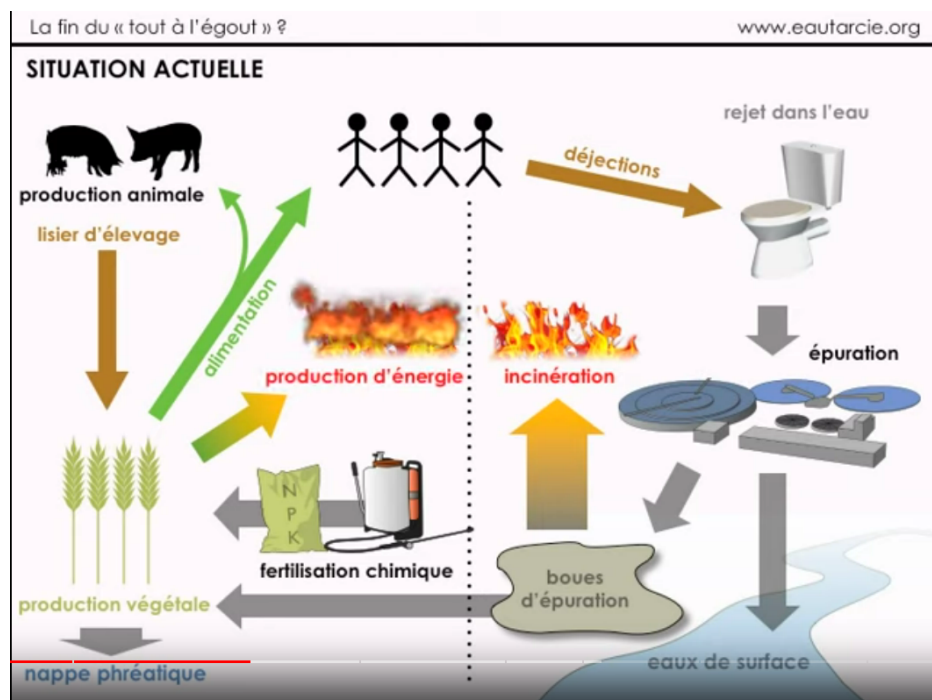 La fin du « tout à l'égout » ?
www.eautarcie.org
SITUATION ACTUELLE
rejet dans l'eau
déjections
production animale
lisier d'élevage
alimentation
production d'énergie
incinération
épuration
N
P
K
fertilisation chimique
boues
d'épuration
production végétale
nappe phréatique
eaux de surface